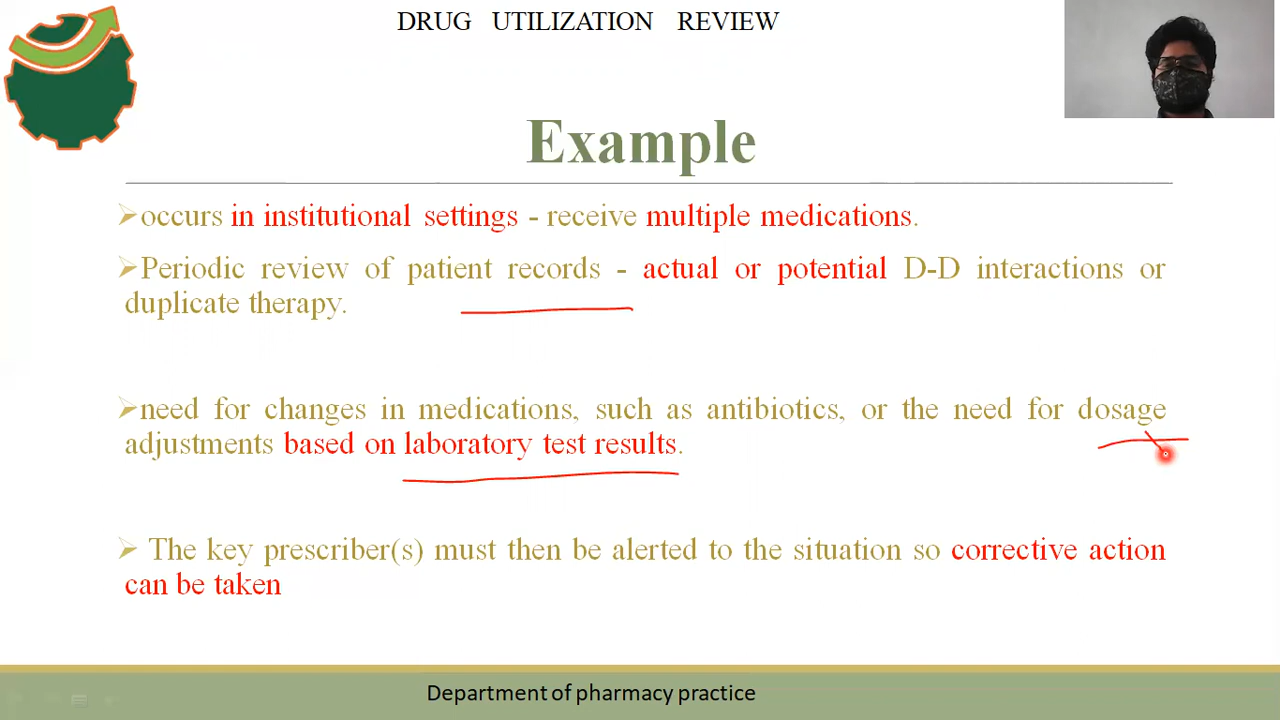 DRUG UTILIZATION REVIEW
Example
occurs in institutional settings - receive multiple medications.
Periodic review of patient records - actual or potential D-D interactions or
duplicate therapy.
need for changes in medications, such as antibiotics, or the need for dosage
adjustments based on laboratory test results.
The key prescriber(s) must then be alerted to the situation so corrective action
can be taken
Department of pharmacy practice